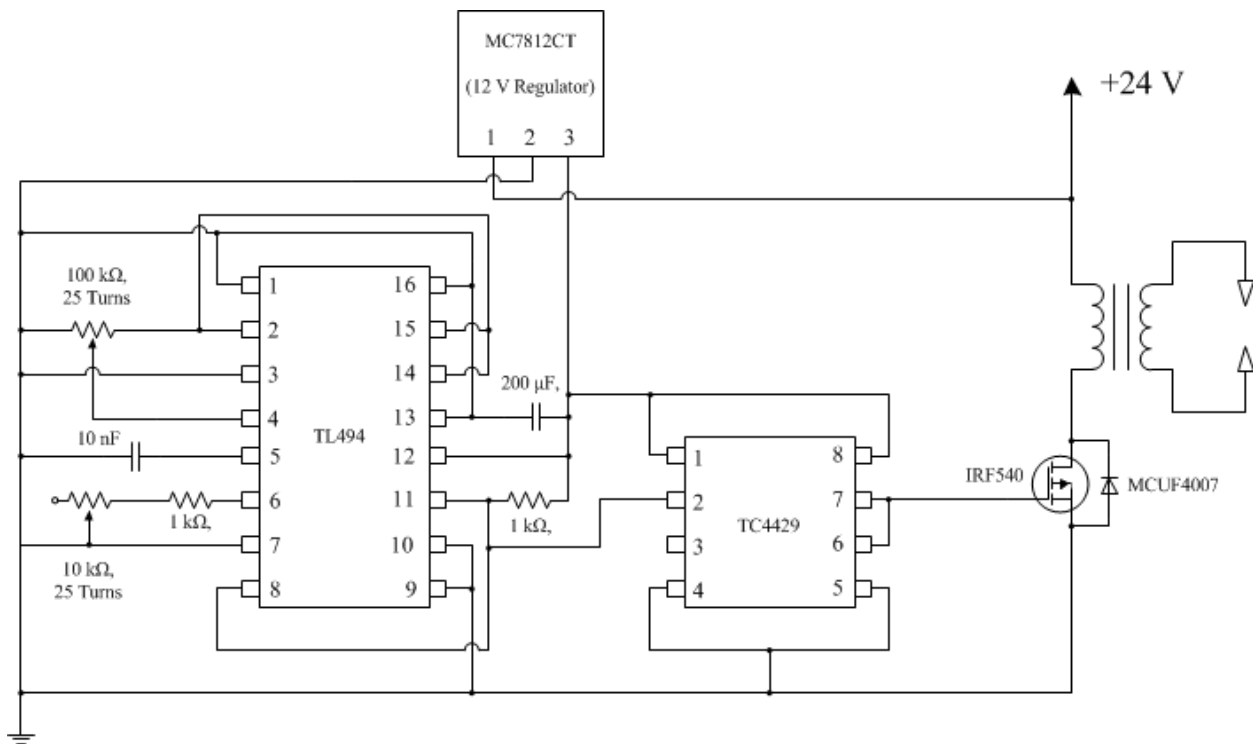 MC7812CT
(12 V Regulator)
1 2 3
+24 V
100 kΩ,
25 Turns
1 16
2 15
3 14
4 13
5 12
6 11
7 10
8 9
TL494
200 μF,
10 nF
1 kΩ,
10 kΩ,
25 Turns
1 kΩ,
1 8
2 7
3 6
4 5
TC4429
IRF540
MCUF4007